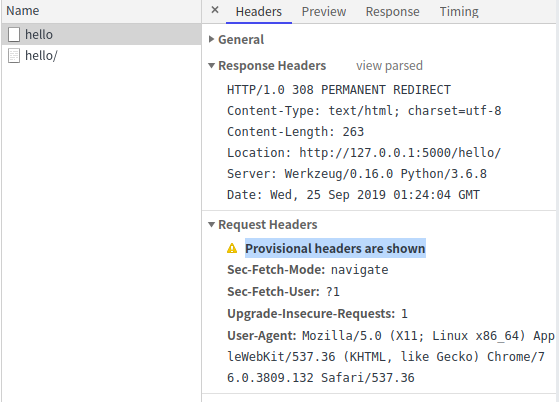 Name
hello
hello/
× Headers Preview Response Timing
General
Response Headers view parsed
HTTP/1.0 308 PERMANENT REDIRECT
Content-Type: text/html; charset=utf-8
Content-Length: 263
Location: http://127.0.0.1:5000/hello/
Server: Werkzeug/0.16.0 Python/3.6.8
Date: Wed, 25 Sep 2019 01:24:04 GMT
Request Headers
Provisional headers are shown
Sec-Fetch-Mode: navigate
Sec-Fetch-User: ?1
Upgrade-Insecure-Requests: 1
User-Agent: Mozilla/5.0 (X11; Linux x86_64) App
leWebKit/537.36 (KHTML, like Gecko) Chrome/7
6.0.3809.132 Safari/537.36